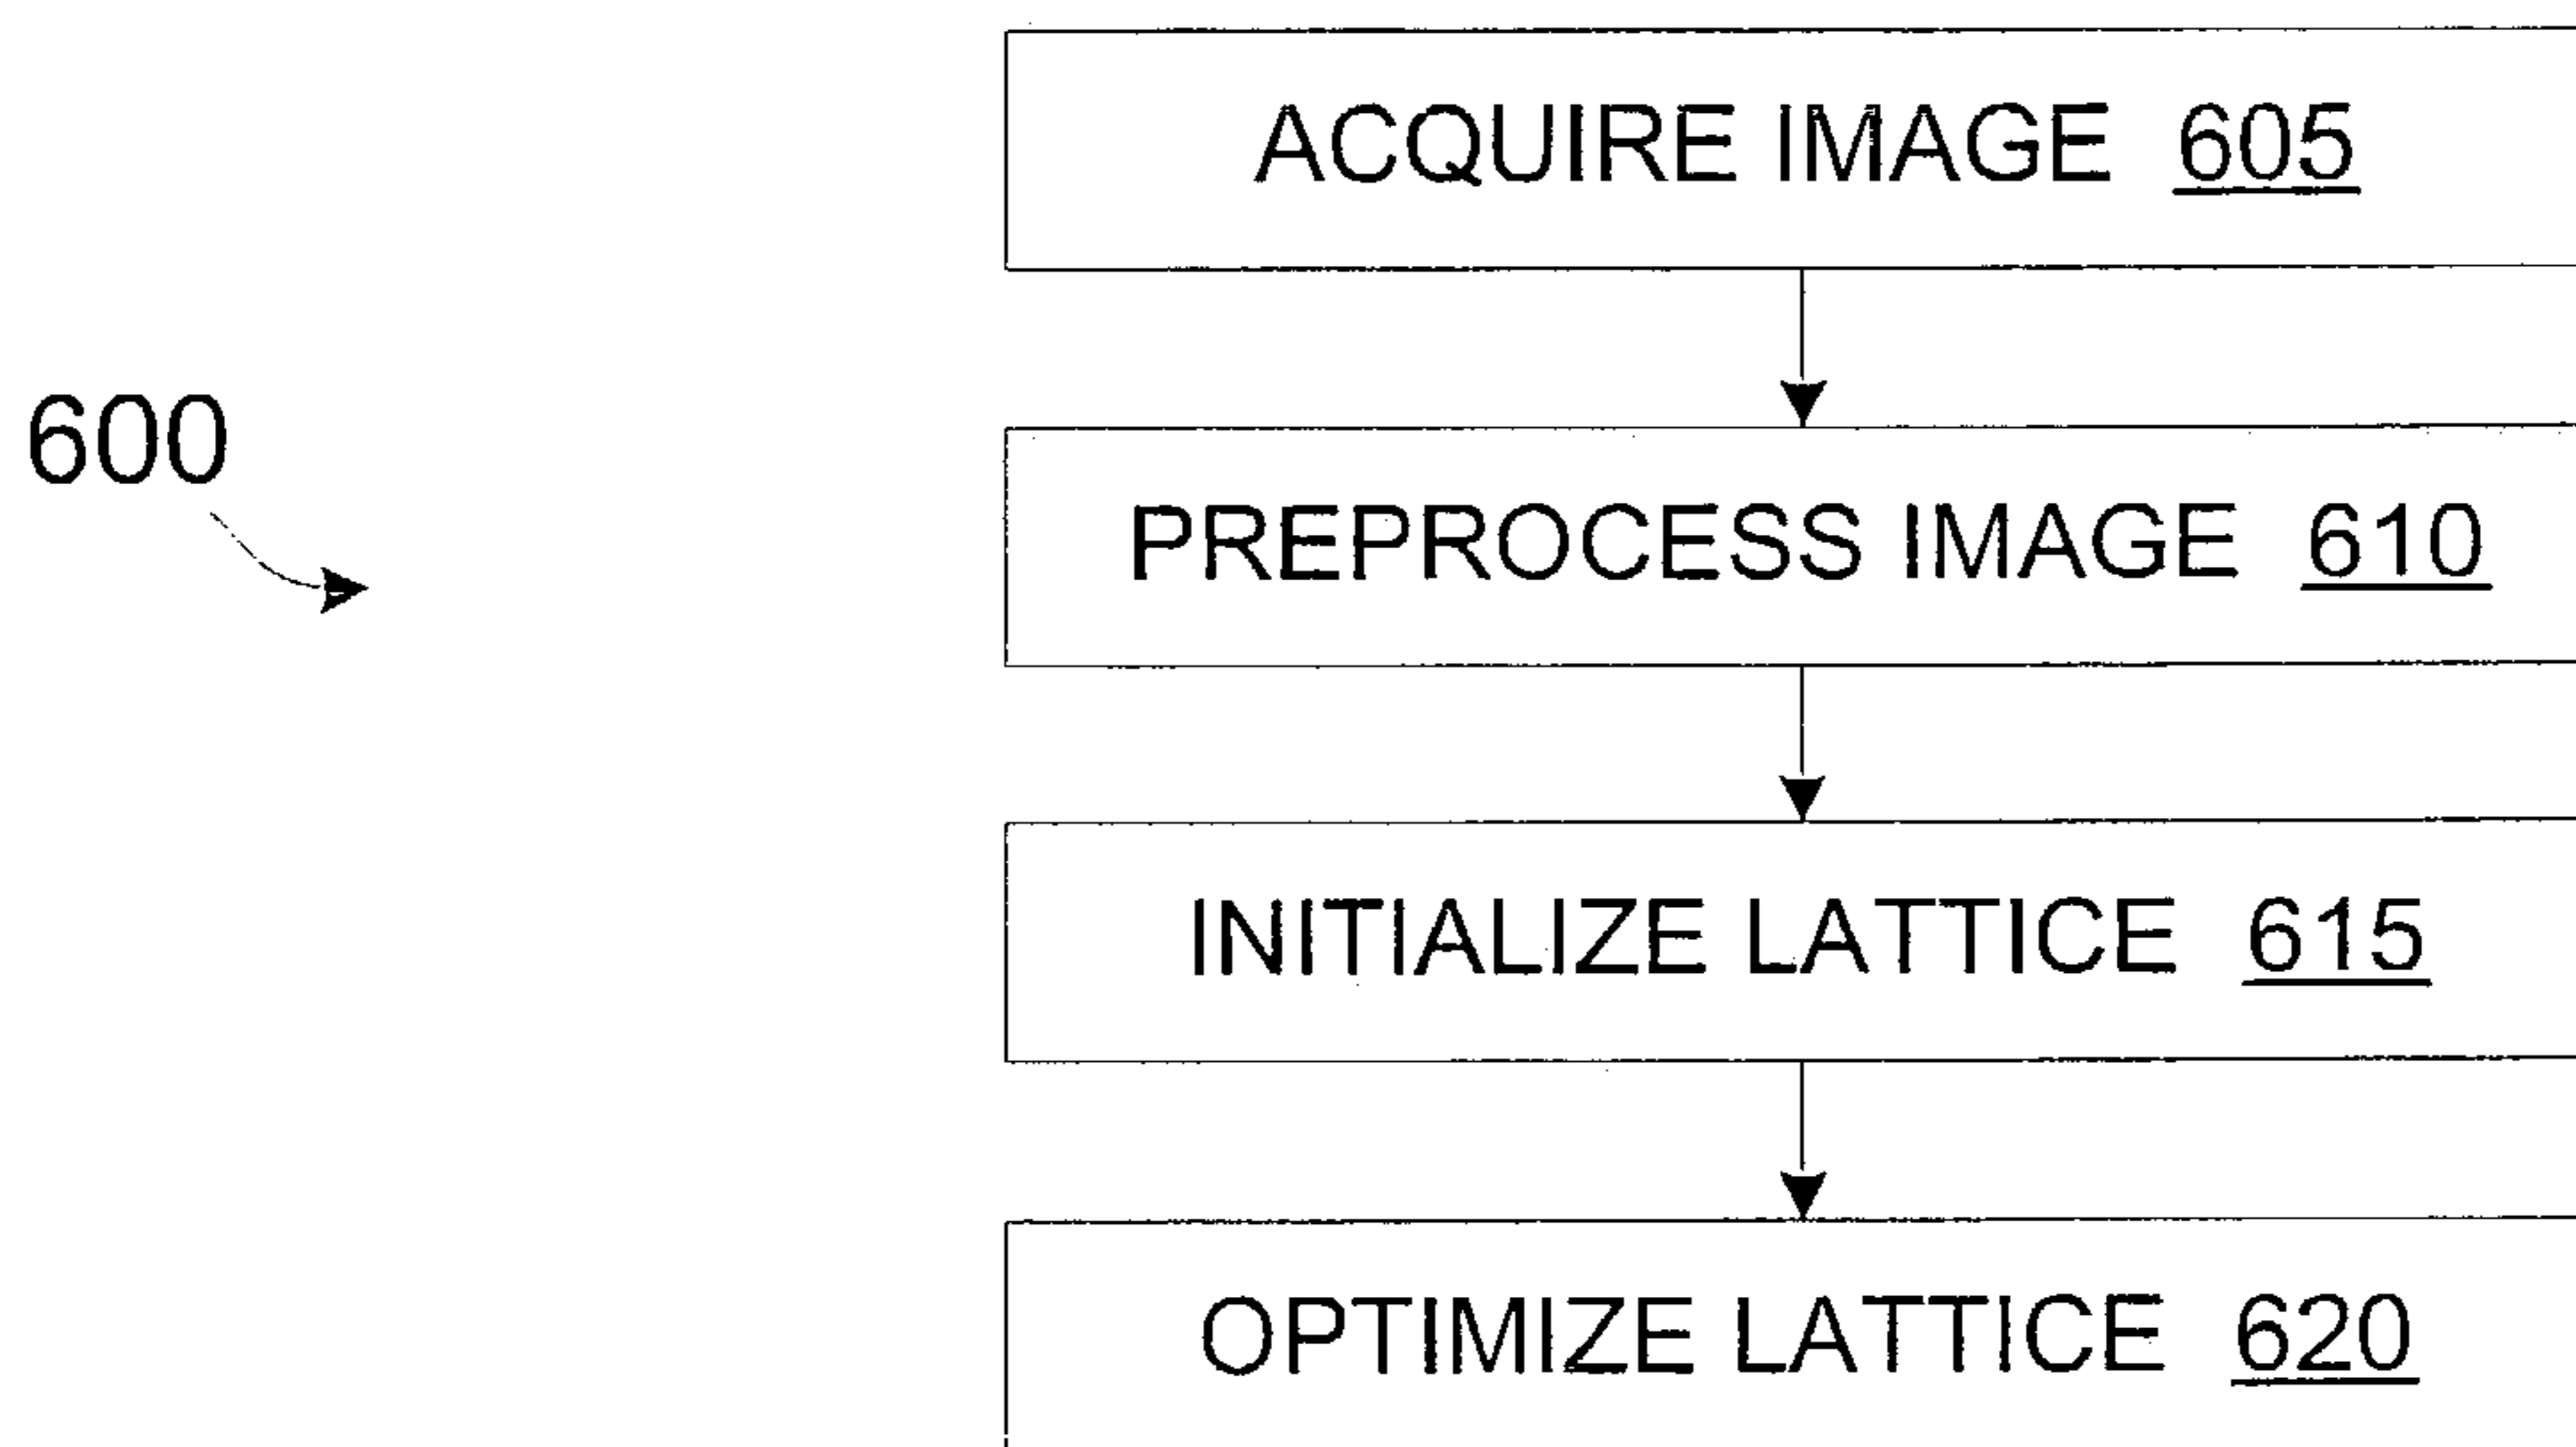 ACQUIRE IMAGE 605
600
PREPROCESS IMAGE 610
INITIALIZE LATTICE 615
OPTIMIZE LATTICE 620